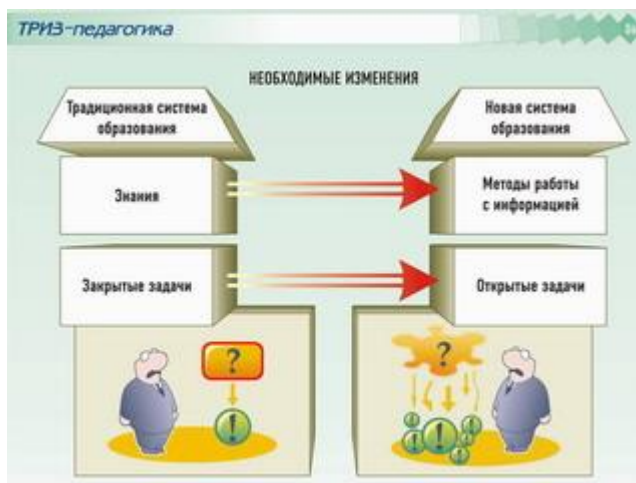 ТРИЗ-педагогика
НЕОБХОДИМЫЕ ИЗМЕНЕНИЯ
Традиционная система
образования
Новая система
образования
Знания
Методы работы
с информацией
Закрытые задачи
Открытые задачи
?
!
?
! ! ! ! !